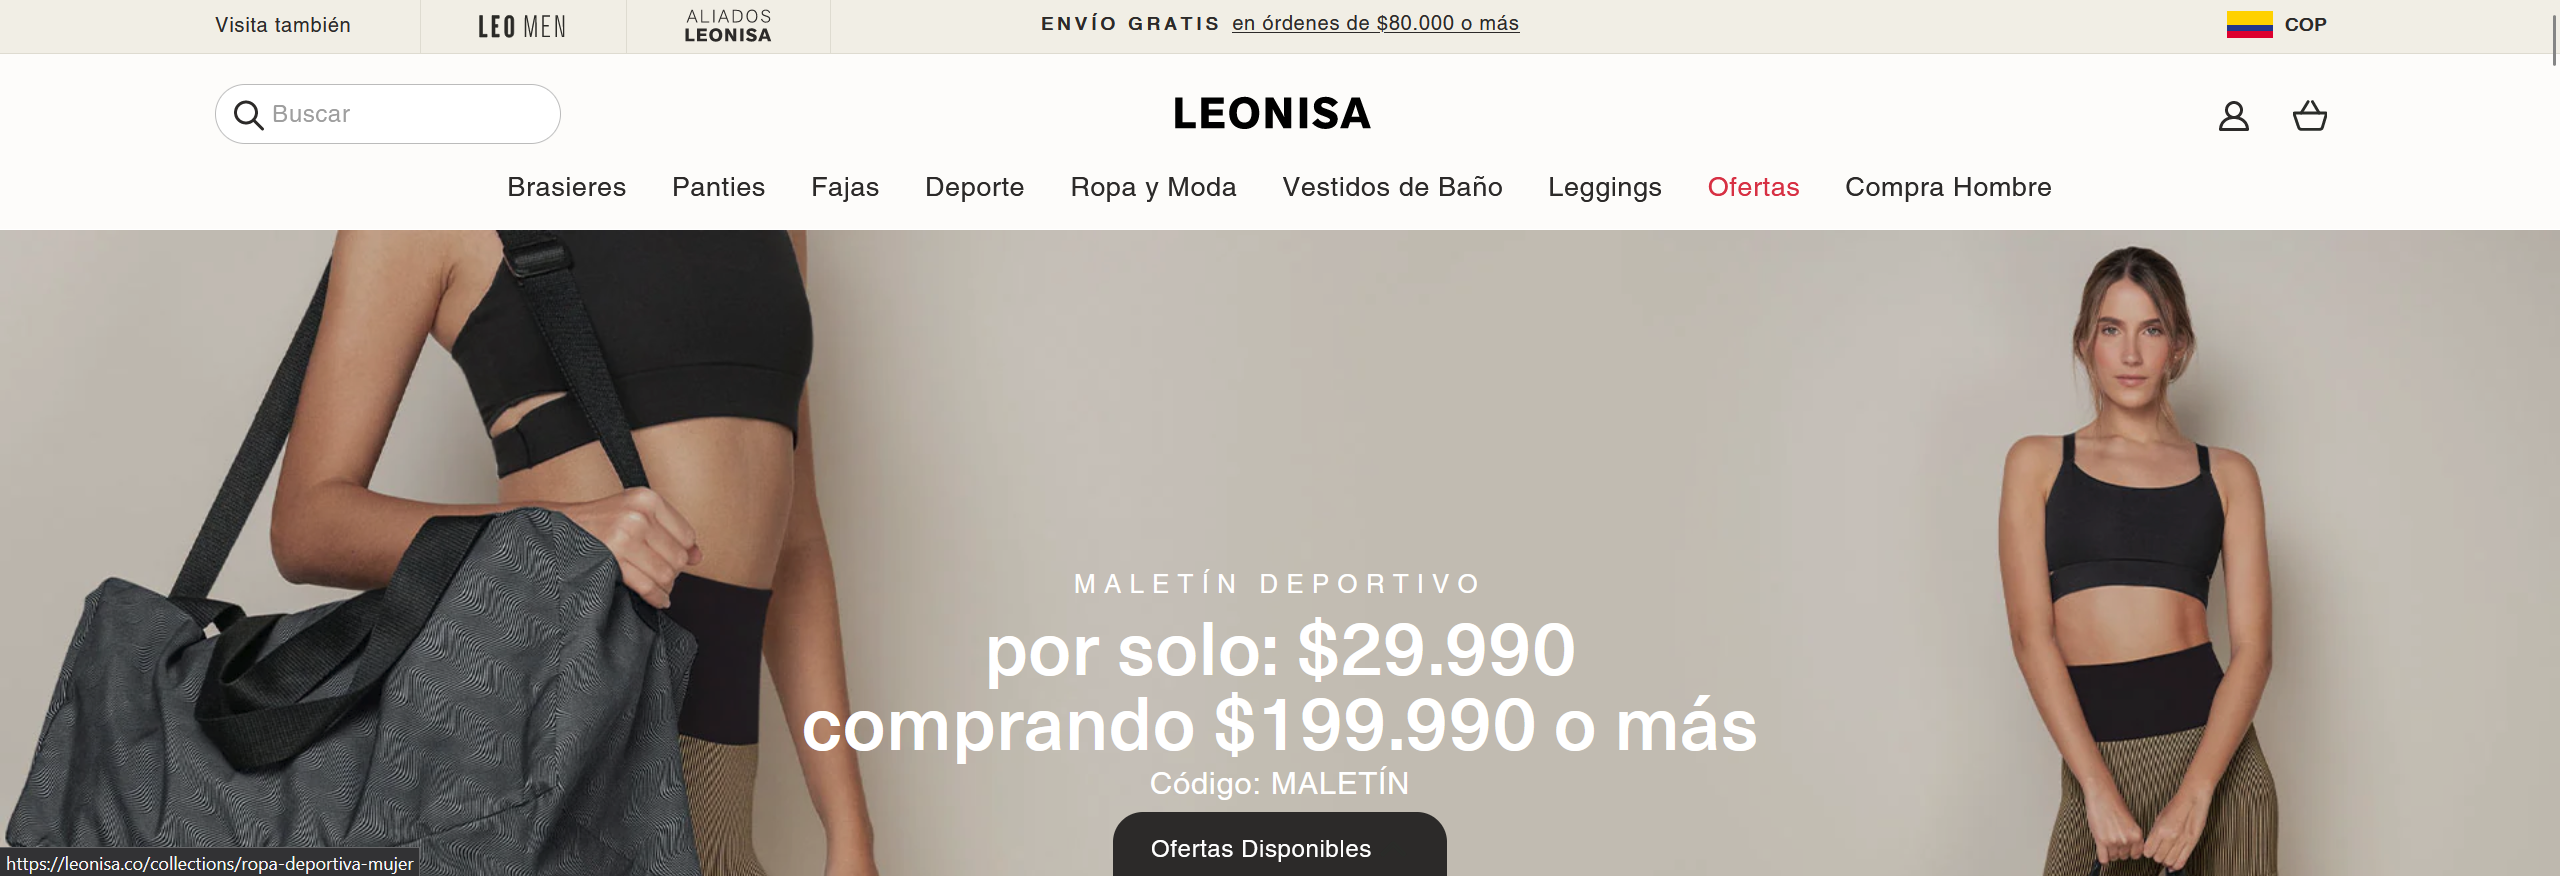 Visita también
LEO MEN
ALIADOS
LEONISA
ENVÍO GRATIS en órdenes de $80.000 o más
COP
Buscar
LEONISA
Brasieres
Panties
Fajas
Deporte
Ropa y Moda
Vestidos de Baño
Leggings
Ofertas
Compra Hombre
MALETÍN DEPORTIVO
por solo: $29.990
comprando $199.990 o más
Código: MALETÍN
Ofertas Disponibles
https://leonisa.co/collections/ropa-deportiva-mujer